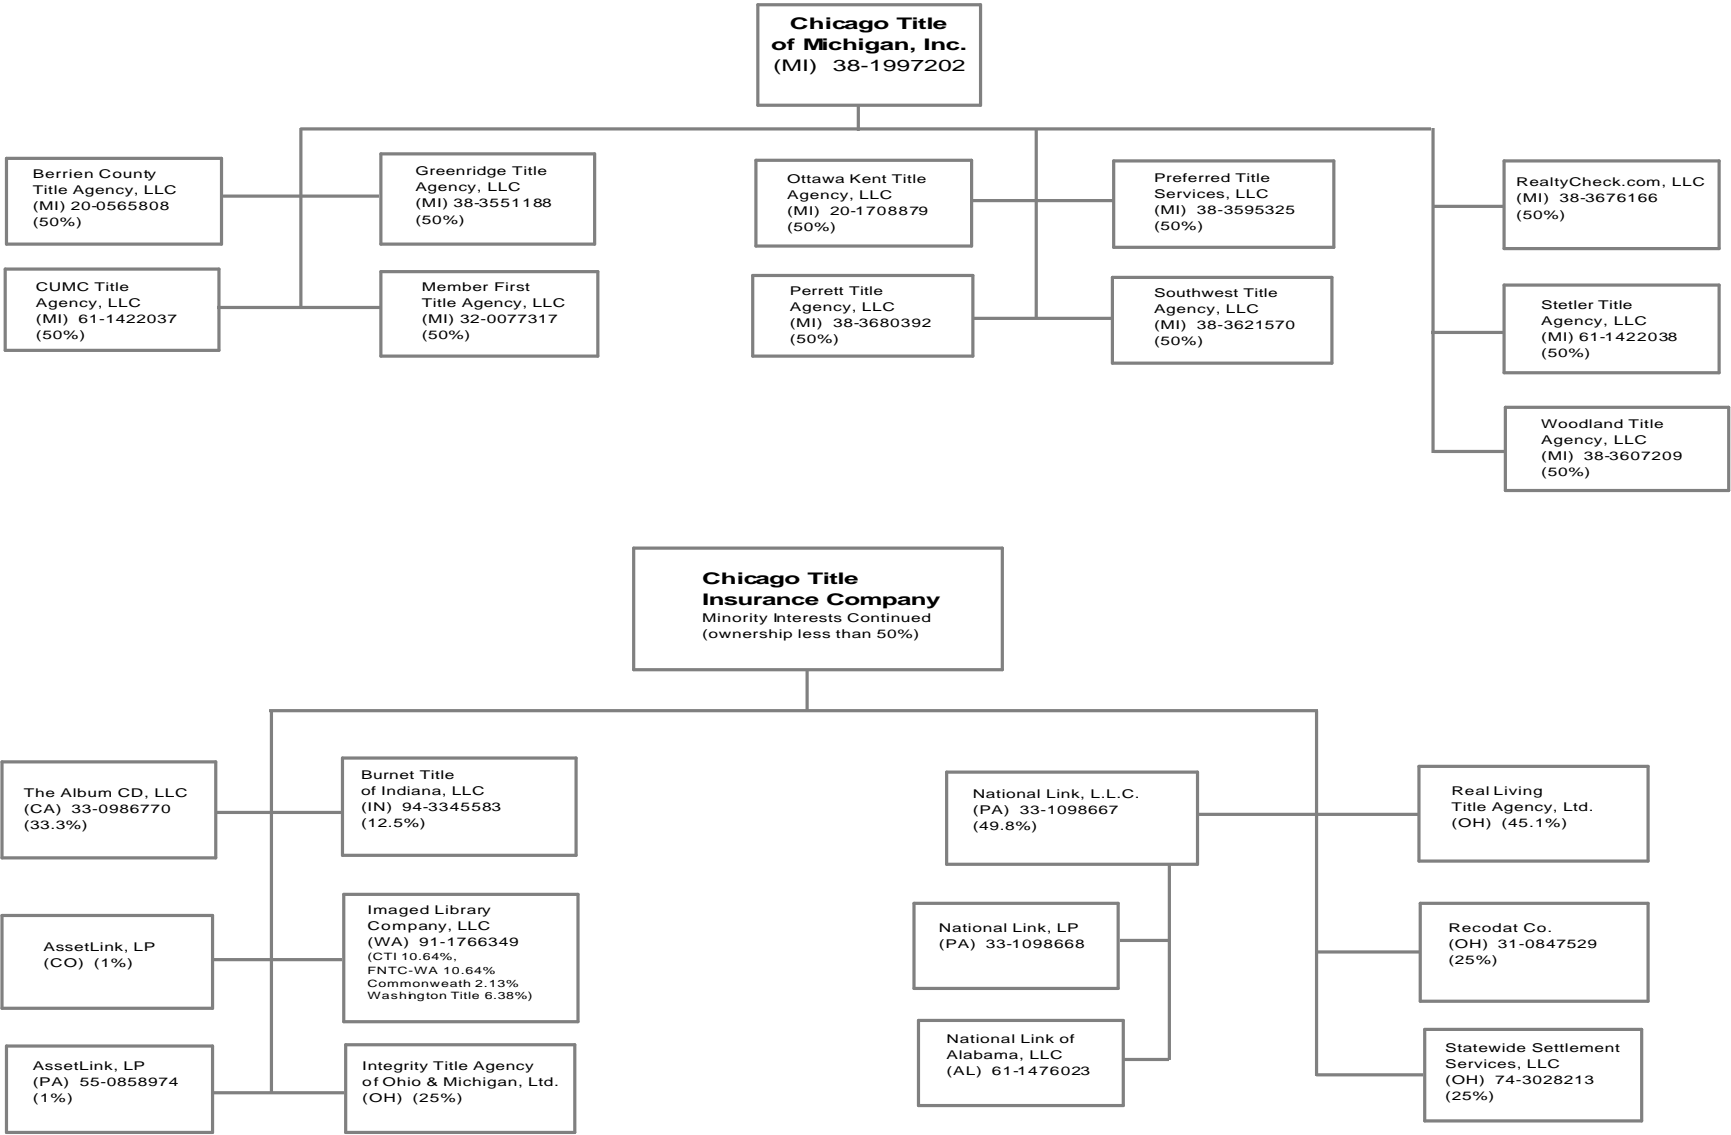 Chicago Title
of Michigan, Inc.
(MI) 38-1997202
Berrien County
Title Agency, LLC
(MI) 20-0565808
(50%)
Greenridge Title
Agency, LLC
(MI) 38-3551188
(50%)
Ottawa Kent Title
Agency, LLC
(MI) 20-1708879
(50%)
Preferred Title
Services, LLC
(MI) 38-3595325
(50%)
RealtyCheck.com, LLC
(MI) 38-3676166
(50%)
CUMC Title
Agency, LLC
(MI) 61-1422037
(50%)
Member First
Title Agency, LLC
(MI) 32-0077317
(50%)
Perrett Title
Agency, LLC
(MI) 38-3680392
(50%)
Southwest Title
Agency, LLC
(MI) 38-3621570
(50%)
Stetler Title
Agency, LLC
(MI) 61-1422038
(50%)
Woodland Title
Agency, LLC
(MI) 38-3607209
(50%)
Chicago Title
Insurance Company
Minority Interests Continued
(ownership less than 50%)
The Album CD, LLC
(CA) 33-0986770
(33.3%)
Burnet Title
of Indiana, LLC
(IN) 94-3345583
(12.5%)
National Link, L.L.C.
(PA) 33-1098667
(49.8%)
Real Living
Title Agency, Ltd.
(OH) (45.1%)
AssetLink, LP
(CO) (1%)
Imaged Library
Company, LLC
(WA) 91-1766349
(CTI 10.64%,
FNTC-WA 10.64%
Commonweath 2.13%
Washington Title 6.38%)
National Link, LP
(PA) 33-1098668
Recodat Co.
(OH) 31-0847529
(25%)
AssetLink, LP
(PA) 55-0858974
(1%)
Integrity Title Agency
of Ohio & Michigan, Ltd.
(OH) (25%)
National Link of
Alabama, LLC
(AL) 61-1476023
Statewide Settlement
Services, LLC
(OH) 74-3028213
(25%)